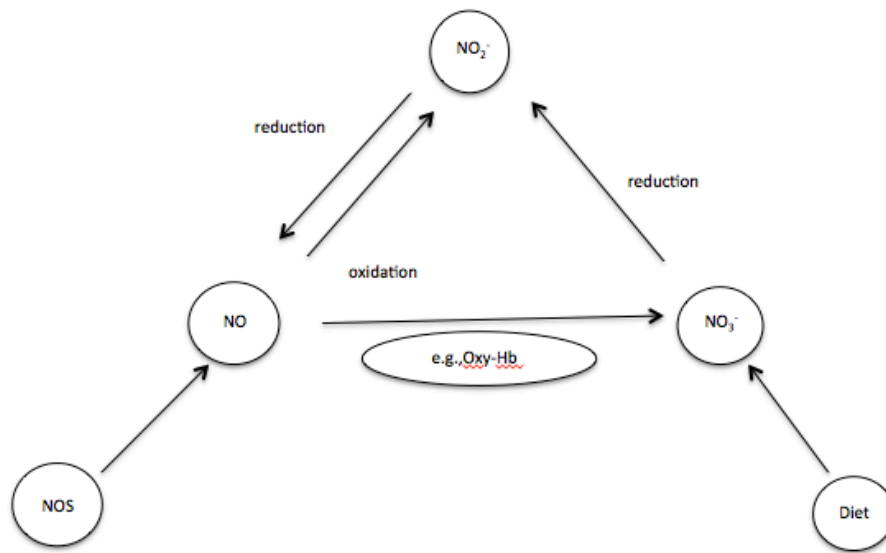 NO₂⁻
reduction
reduction
oxidation
NO
NO₃⁻
e.g.,Oxy-Hb
NOS
Diet